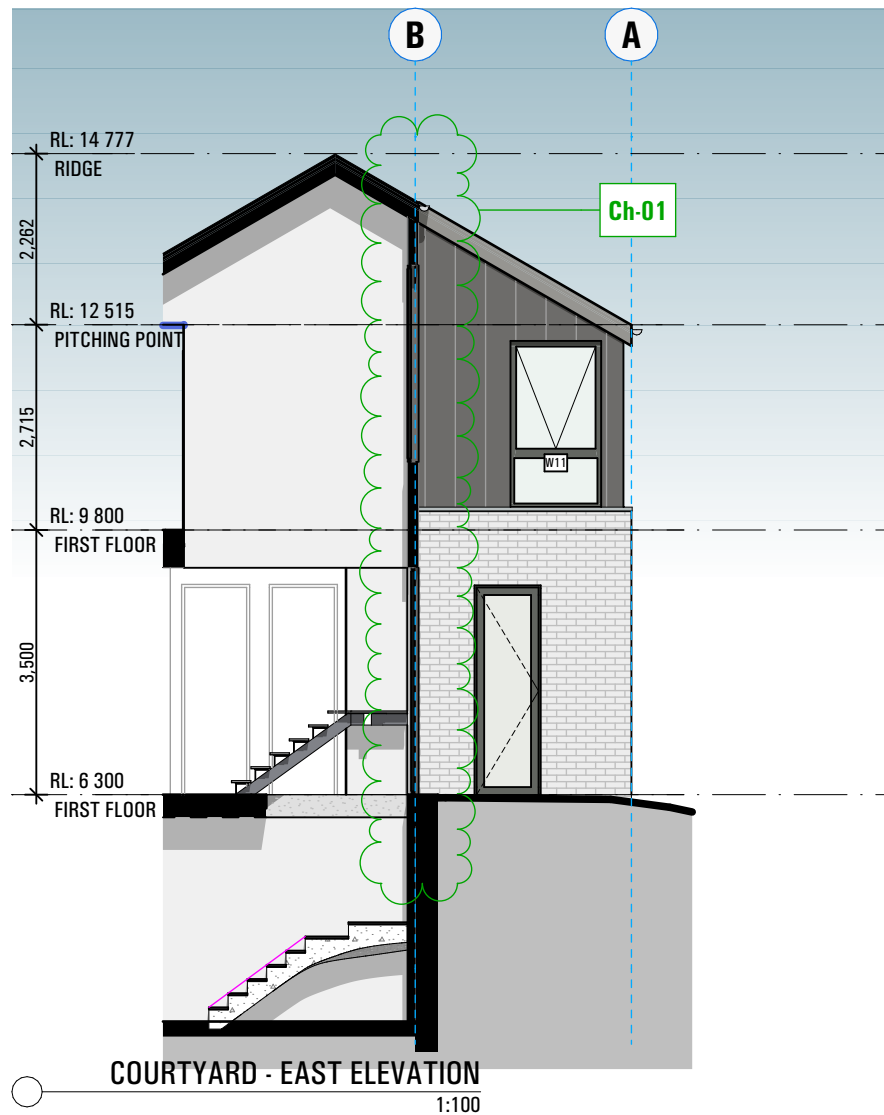 B
A
RL: 14 777
RIDGE
Ch-01
2,262
RL: 12 515
PITCHING POINT
2,715
W11
RL: 9 800
FIRST FLOOR
3,500
RL: 6 300
FIRST FLOOR
COURTYARD - EAST ELEVATION
1:100